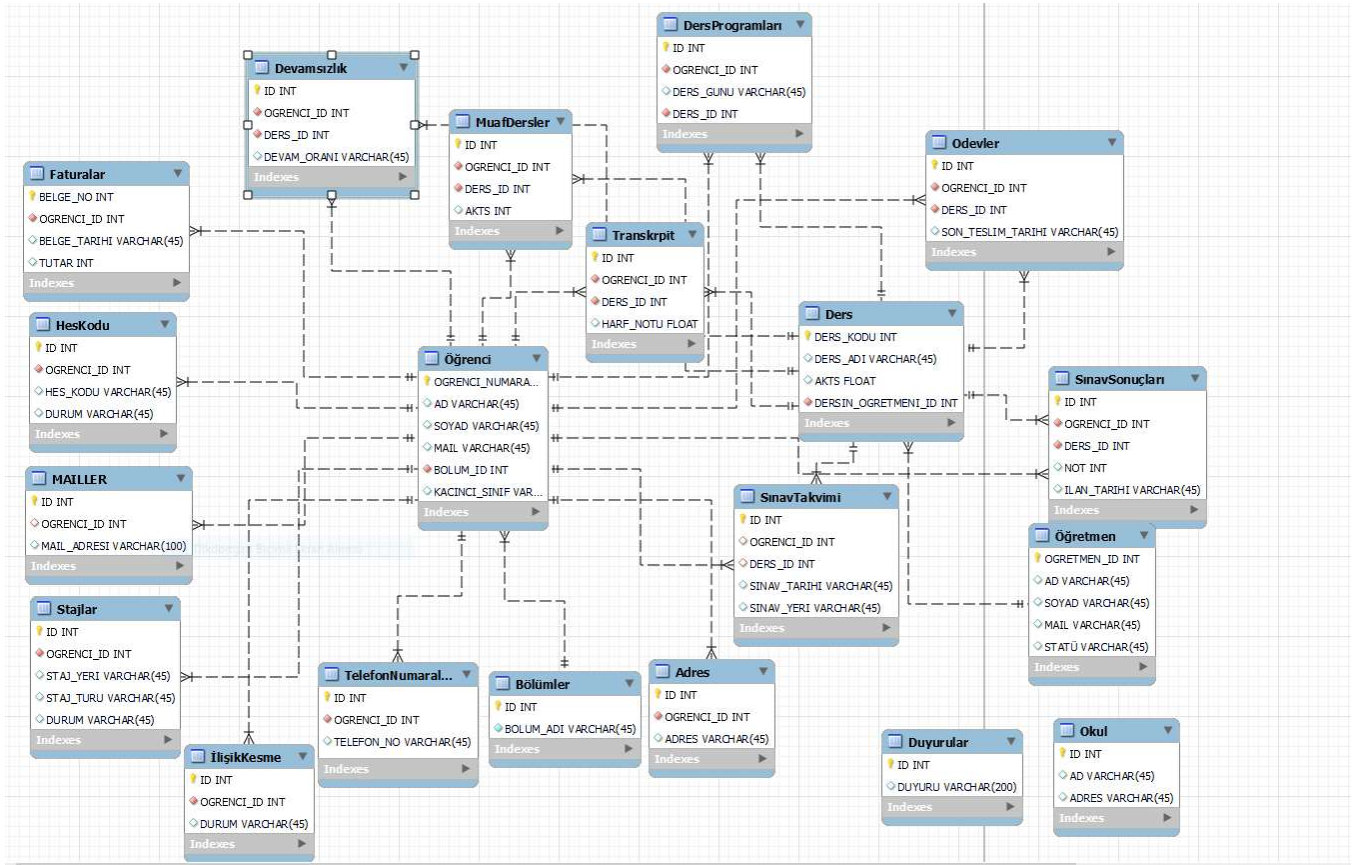 DersProgramları
ID INT
OGRENCI_ID INT
DERS_GUNU VARCHAR(45)
DERS_ID INT
Indexes
Devamsızlık
ID INT
OGRENCI_ID INT
DERS_ID INT
DEVAM_ORANI VARCHAR(45)
Indexes
MuafDersler
ID INT
OGRENCI_ID INT
DERS_ID INT
AKTS INT
Indexes
Odevler
ID INT
OGRENCI_ID INT
DERS_ID INT
SON_TESLIM_TARIHI VARCHAR(45)
Indexes
Faturalar
BELGE_NO INT
OGRENCI_ID INT
BELGE_TARIHI VARCHAR(45)
TUTAR INT
Indexes
Transkrpit
ID INT
OGRENCI_ID INT
DERS_ID INT
HARF_NOTU FLOAT
Indexes
HesKodu
ID INT
OGRENCI_ID INT
HES_KODU VARCHAR(45)
DURUM VARCHAR(45)
Indexes
Öğrenci
OGRENCI_NUMARA...
AD VARCHAR(45)
SOYAD VARCHAR(45)
MAIL VARCHAR(45)
BOLUM_ID INT
KACINCI_SINIF VAR...
Indexes
Ders
DERS_KODU INT
DERS_ADI VARCHAR(45)
AKTS FLOAT
DERSIN_OGRETMENI_ID INT
Indexes
SınavSonuçları
ID INT
OGRENCI_ID INT
DERS_ID INT
NOT INT
ILAN_TARIHI VARCHAR(45)
Indexes
MAILLER
ID INT
OGRENCI_ID INT
MAIL_ADRESI VARCHAR(100)
Indexes
SınavTakvimi
ID INT
OGRENCI_ID INT
DERS_ID INT
SINAV_TARIHI VARCHAR(45)
SINAV_YERI VARCHAR(45)
Indexes
Öğretmen
OGRETMEN_ID INT
AD VARCHAR(45)
SOYAD VARCHAR(45)
MAIL VARCHAR(45)
STATÜ VARCHAR(45)
Indexes
Stajlar
ID INT
OGRENCI_ID INT
STAJ_YERI VARCHAR(45)
STAJ_TURU VARCHAR(45)
DURUM VARCHAR(45)
Indexes
TelefonNumaral...
ID INT
OGRENCI_ID INT
TELEFON_NO VARCHAR(45)
Indexes
Bölümler
ID INT
BOLUM_ADI VARCHAR(45)
Indexes
Adres
ID INT
OGRENCI_ID INT
ADRES VARCHAR(45)
Indexes
İlişikKesme
ID INT
OGRENCI_ID INT
DURUM VARCHAR(45)
Indexes
Duyurular
ID INT
DUYURU VARCHAR(200)
Indexes
Okul
ID INT
AD VARCHAR(45)
ADRES VARCHAR(45)
Indexes